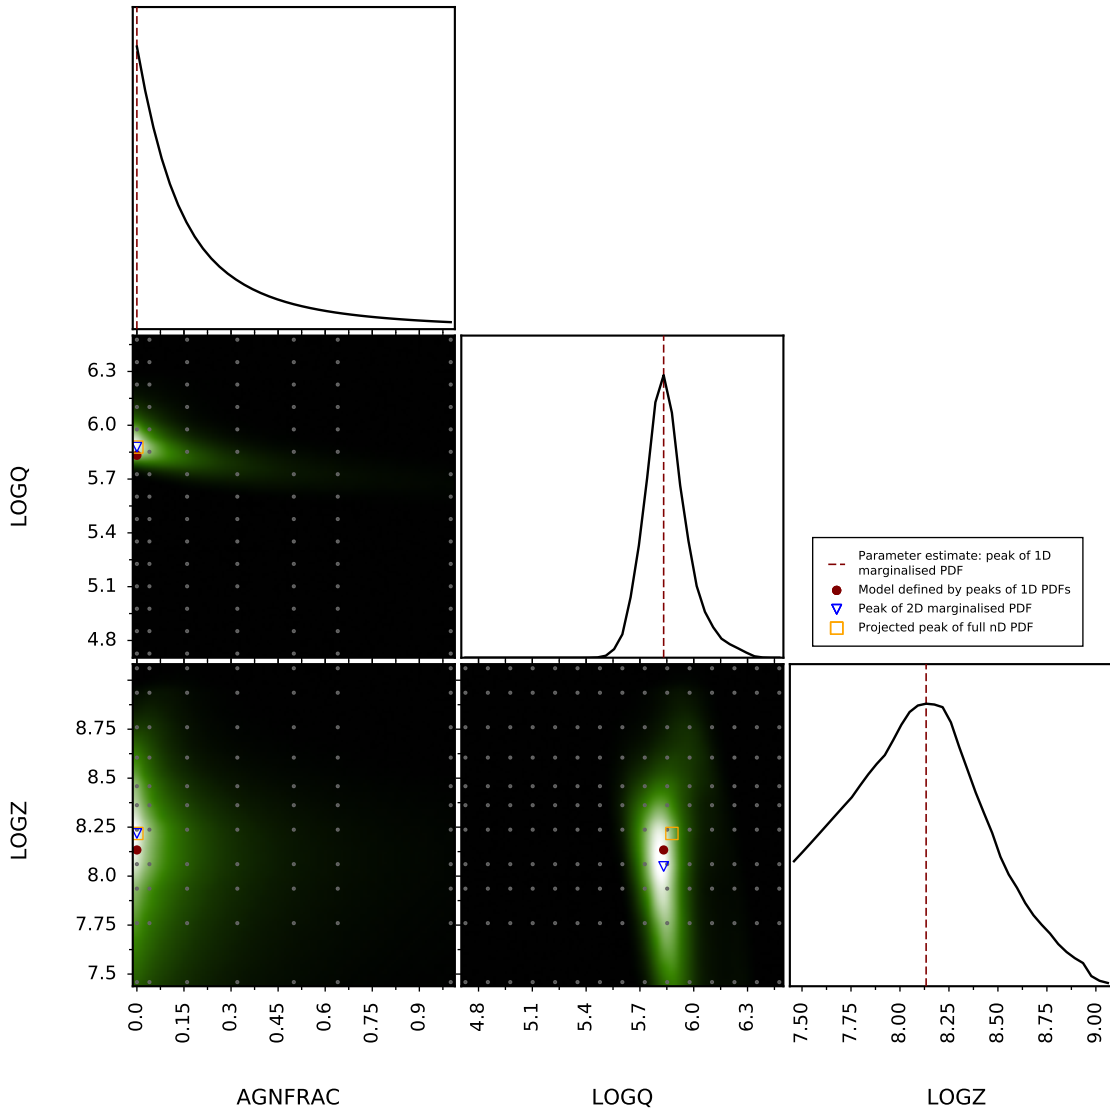 6.3
6.0
5.7
5.4
5.1
4.8
LOGQ
Parameter estimate: peak of 1D
marginalised PDF
Model defined by peaks of 1D PDFs
Peak of 2D marginalised PDF
Projected peak of full nD PDF
8.75
8.5
8.25
8.0
7.75
7.5
LOGZ
0.0 0.15 0.3 0.45 0.6 0.75 0.9
4.8 5.1 5.4 5.7 6.0 6.3
7.50 7.75 8.00 8.25 8.50 8.75 9.00
AGNFRAC LOGQ LOGZ